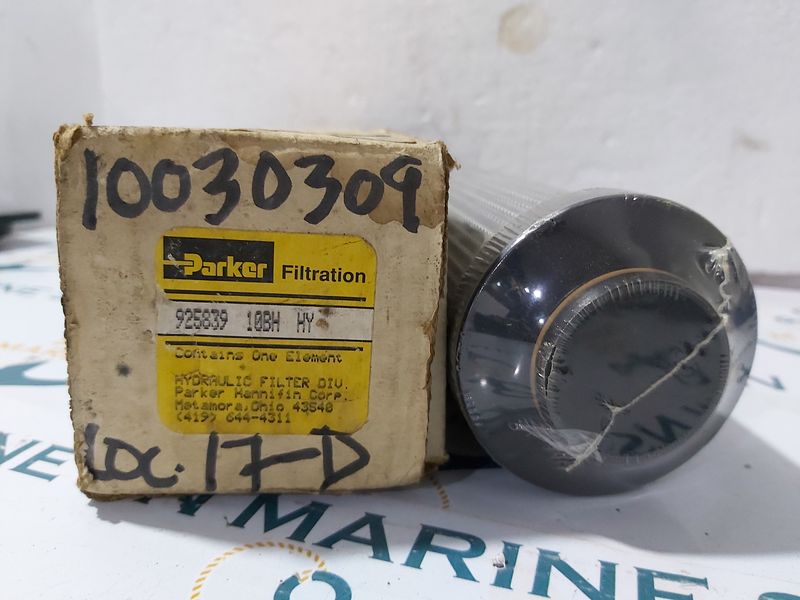 10030309
Parker Filtration
925839 10BH HY
Contains One Element
HYDRAULIC FILTER DIV.
Parker Hannifin Corp.
Metamora, Ohio 43540
(419) 644-4311
LOC. 17-D
MARINE
MARINE S